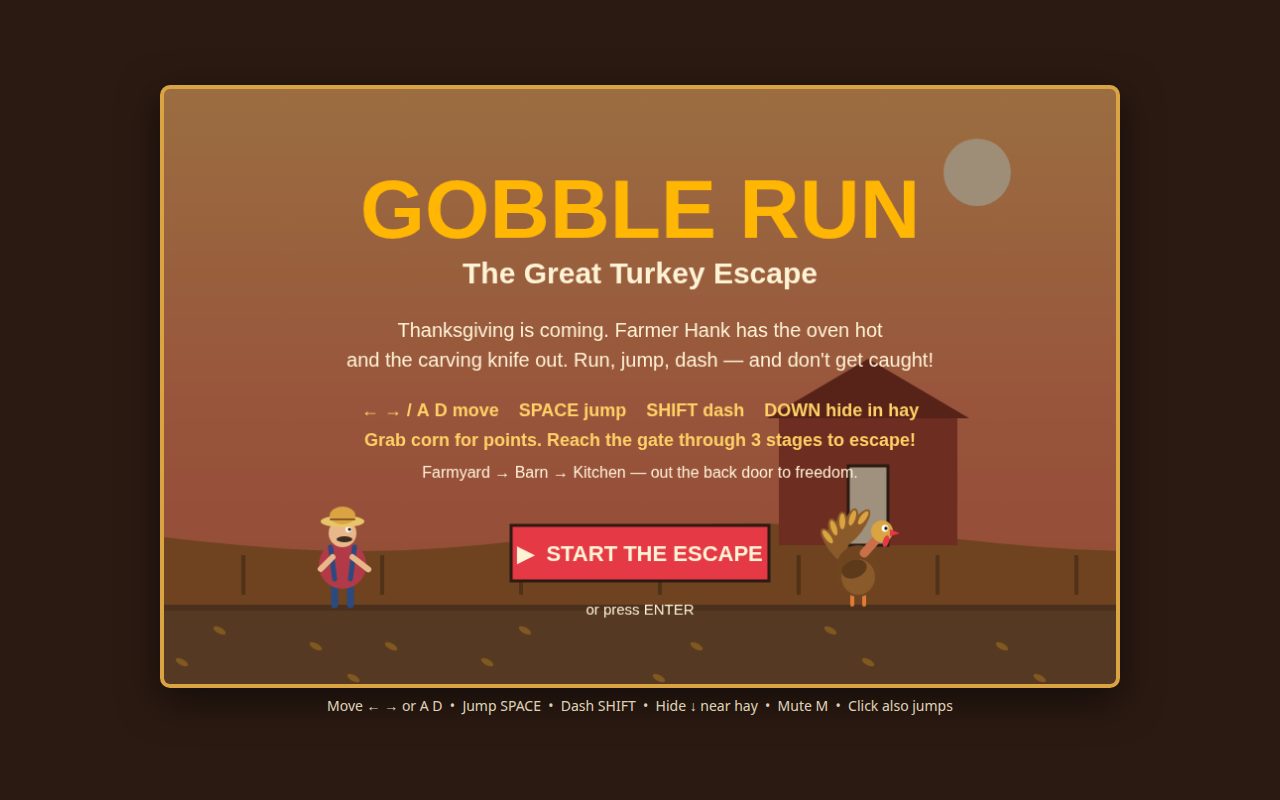 GOBBLE RUN
The Great Turkey Escape
Thanksgiving is coming. Farmer Hank has the oven hot
and the carving knife out. Run, jump, dash — and don't get caught!
← → / A D move SPACE jump SHIFT dash DOWN hide in hay
Grab corn for points. Reach the gate through 3 stages to escape!
Farmyard → Barn → Kitchen — out the back door to freedom.
▶ START THE ESCAPE
or press ENTER
Move ← → or A D • Jump SPACE • Dash SHIFT • Hide ↓ near hay • Mute M • Click also jumps